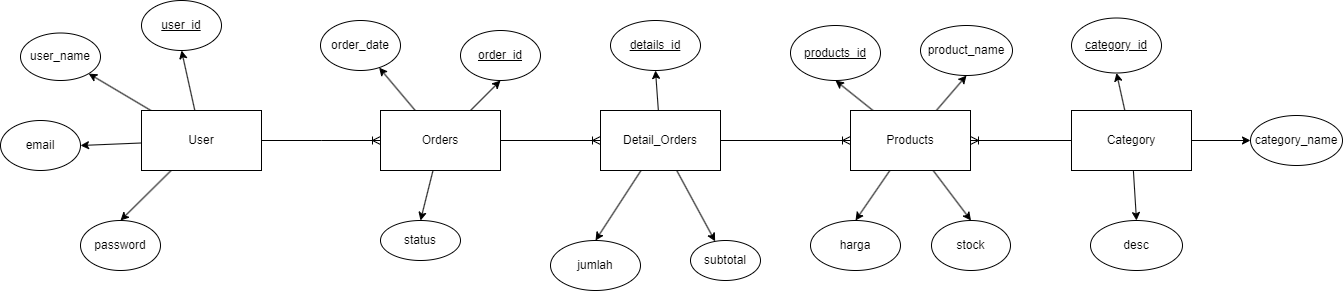 user_id
user_name
email
User
password
order_date
order_id
Orders
status
details_id
Detail_Orders
jumlah
subtotal
products_id
product_name
Products
harga
stock
category_id
Category
category_name
desc